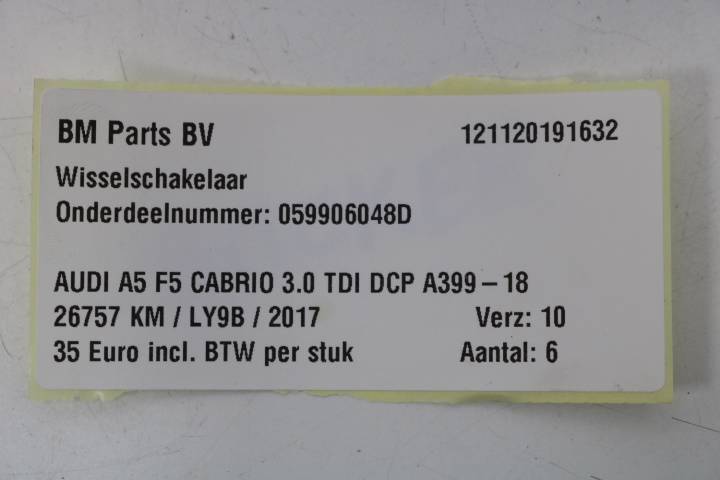 BM Parts BV 121120191632
Wisselschakelaar
Onderdeelnummer: 059906048D
AUDI A5 F5 CABRIO 3.0 TDI DCP A399 – 18
26757 KM / LY9B / 2017 Verz: 10
35 Euro incl. BTW per stuk Aantal: 6